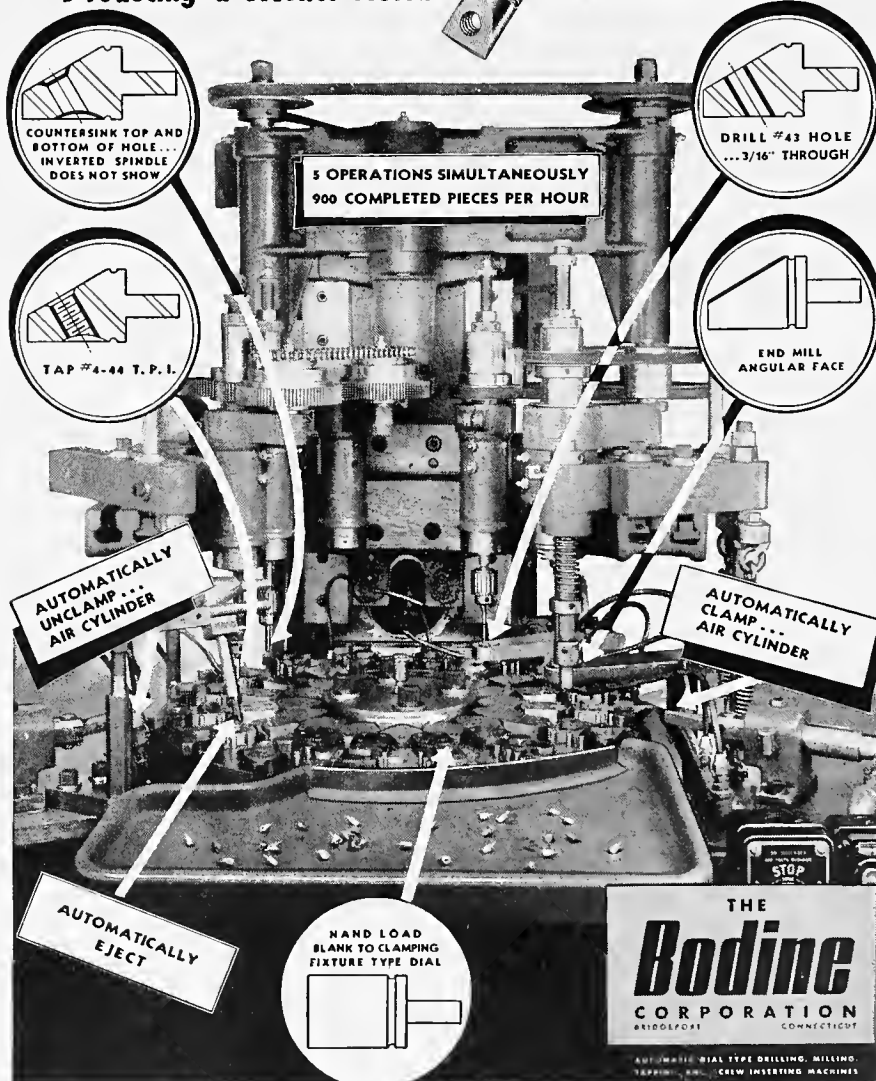 COUNTERSINK TOP AND
BOTTOM OF HOLE...
INVERTED SPINDLE
DOES NOT SHOW
5 OPERATIONS SIMULTANEOUSLY
900 COMPLETED PIECES PER HOUR
DRILL #43 HOLE
...3/16" THROUGH
TAP #4-44 T.P.I.
END MILL
ANGULAR FACE
AUTOMATICALLY
UNCLAMP...
AIR CYLINDER
AUTOMATICALLY
CLAMP...
AIR CYLINDER
AUTOMATICALLY
EJECT
HAND LOAD
BLANK TO CLAMPING
FIXTURE TYPE DIAL
STOP
THE
Bodine
CORPORATION
BRIDGEPORT CONNECTICUT
AUTOMATIC DIAL TYPE DRILLING, MILLING,
TAPPING AND SCREW INSERTING MACHINES